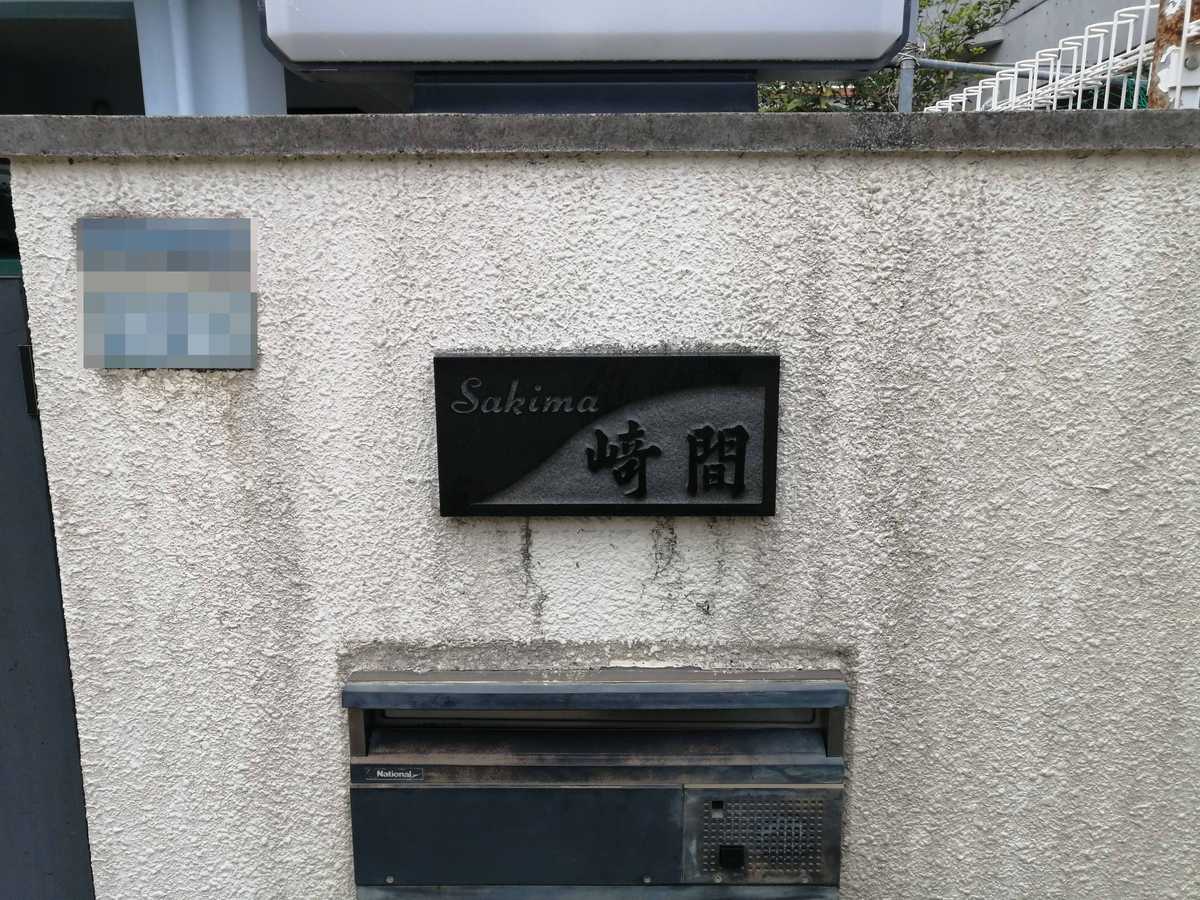 Sakima
崎間
National